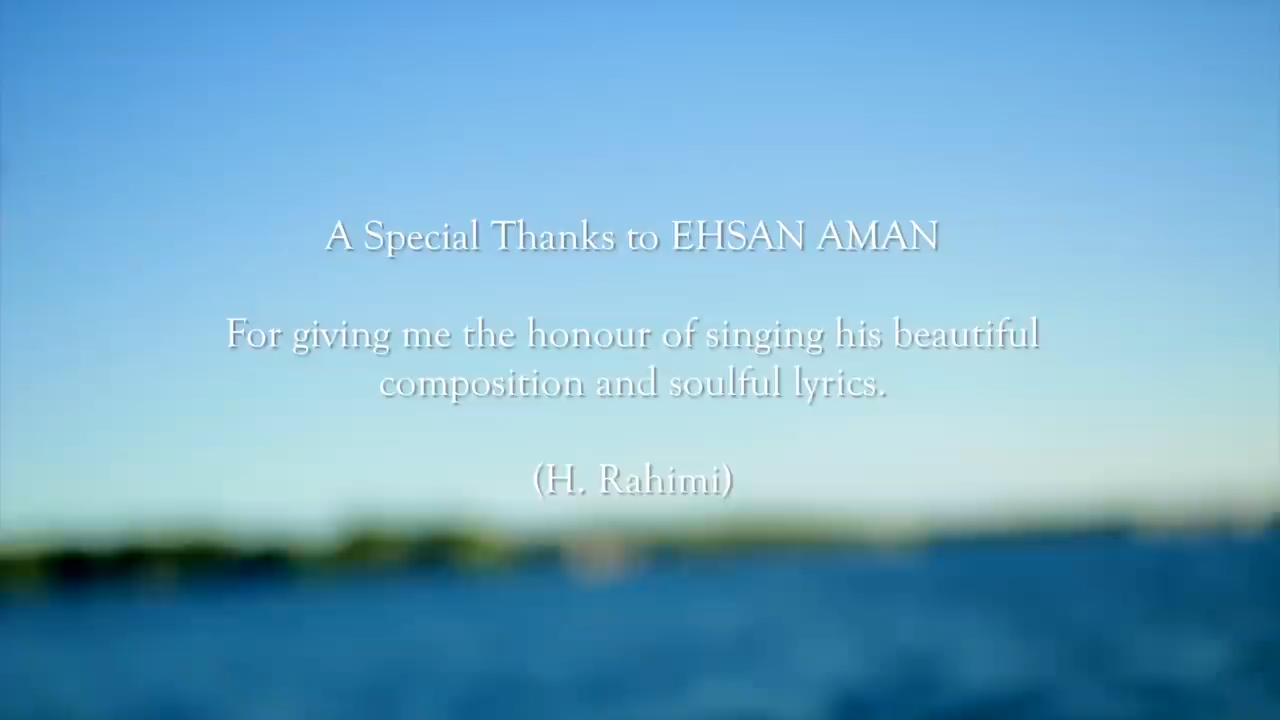 A Special Thanks to EHSAN AMAN
For giving me the honour of singing his beautiful
composition and soulful lyrics.
(H. Rahimi)